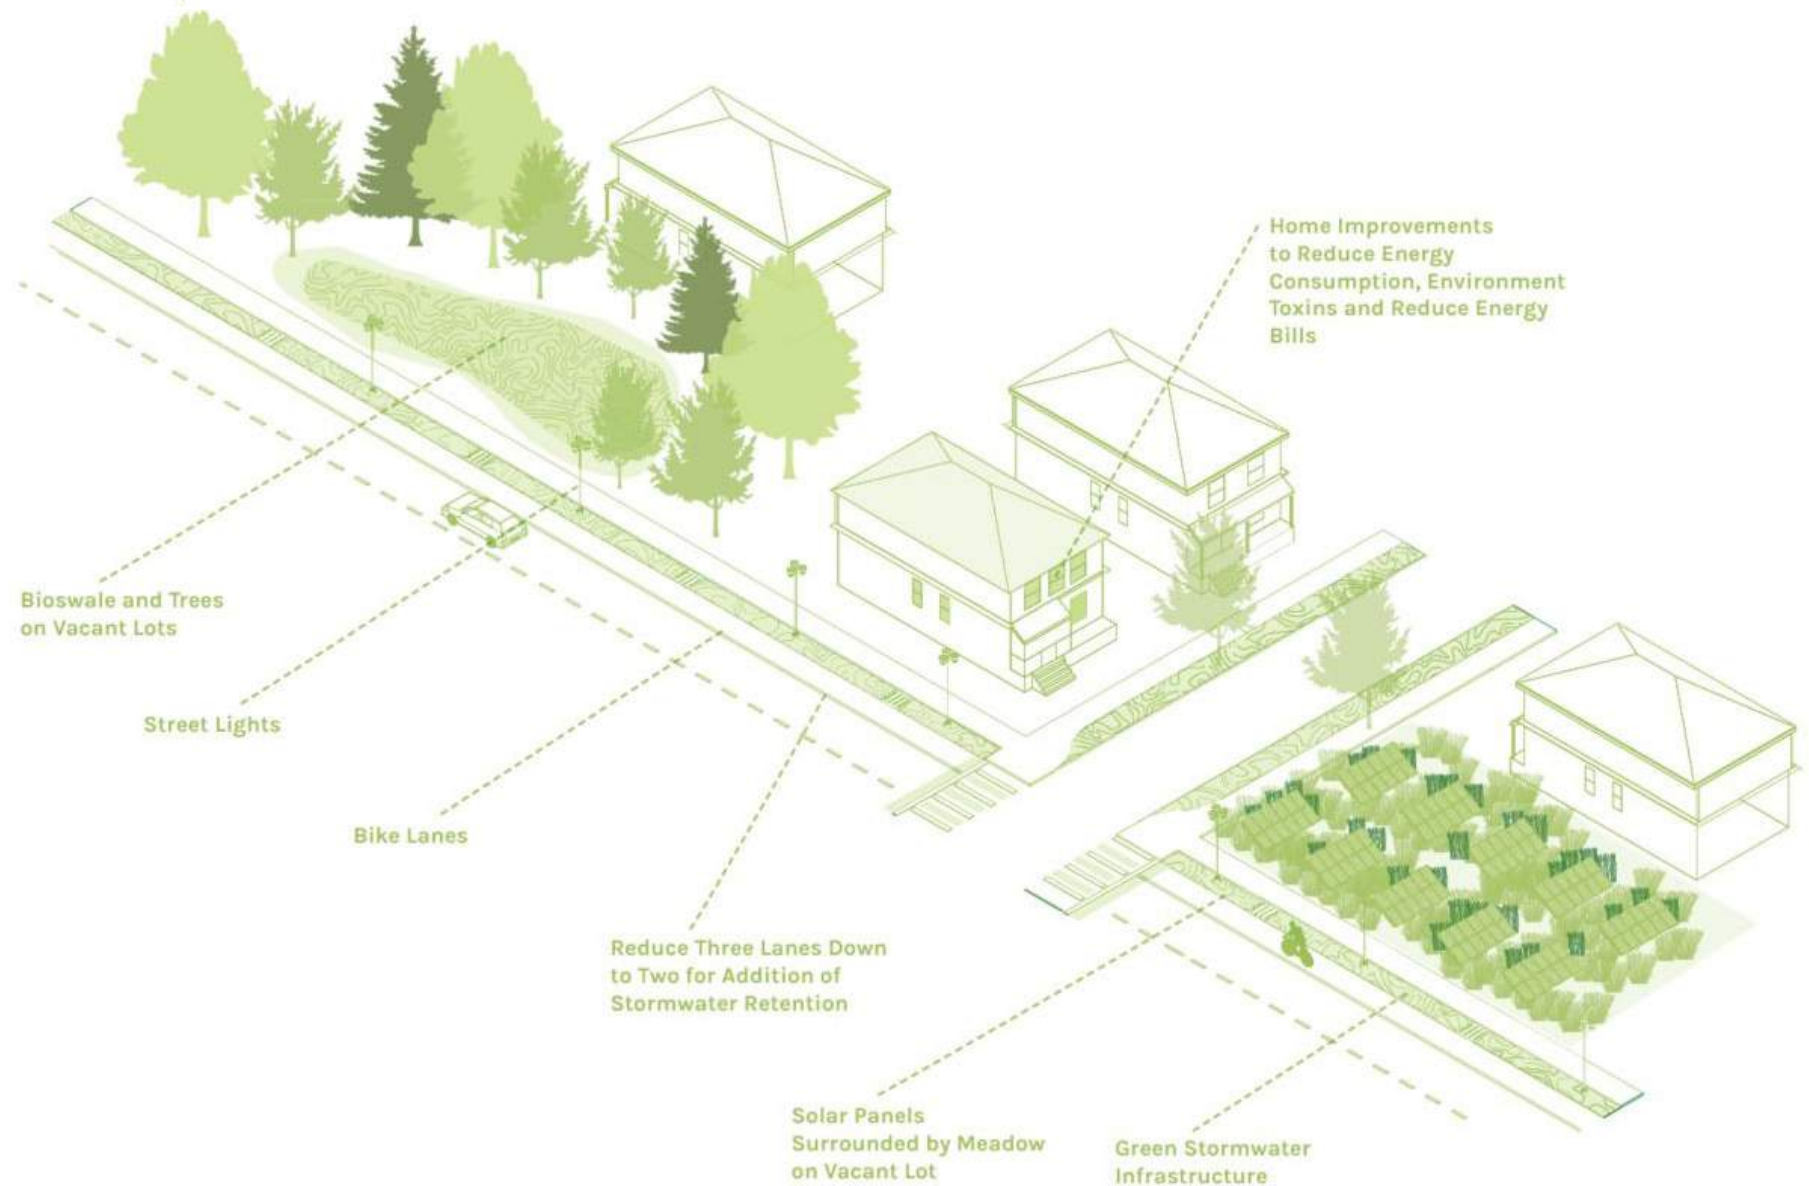 Home Improvements
to Reduce Energy
Consumption, Environment
Toxins and Reduce Energy
Bills
Bioswale and Trees
on Vacant Lots
Street Lights
Bike Lanes
Reduce Three Lanes Down
to Two for Addition of
Stormwater Retention
Solar Panels
Surrounded by Meadow
on Vacant Lot
Green Stormwater
Infrastructure